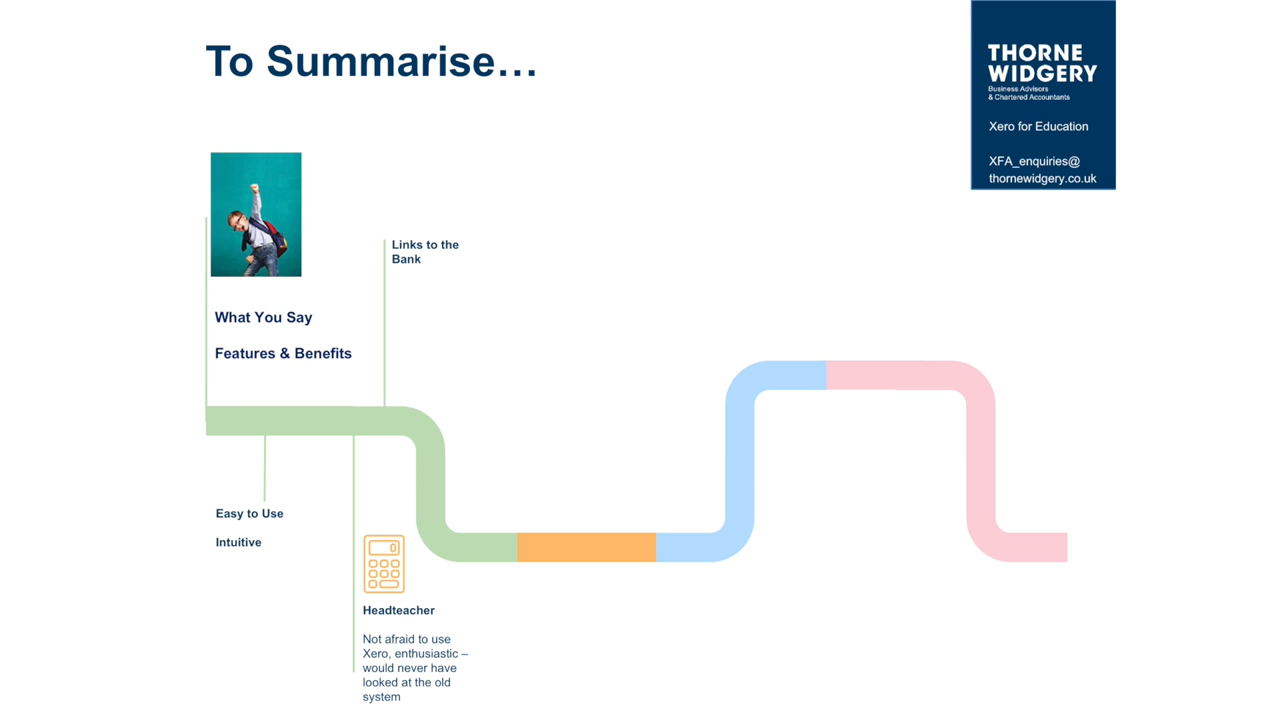 To Summarise…
THORNE
WIDGERY
Business Advisors
& Chartered Accountants
Xero for Education
XFA_enquiries@
thornewidgery.co.uk
Links to the
Bank
What You Say
Features & Benefits
Easy to Use
Intuitive
0
Headteacher
Not afraid to use
Xero, enthusiastic –
would never have
looked at the old
system